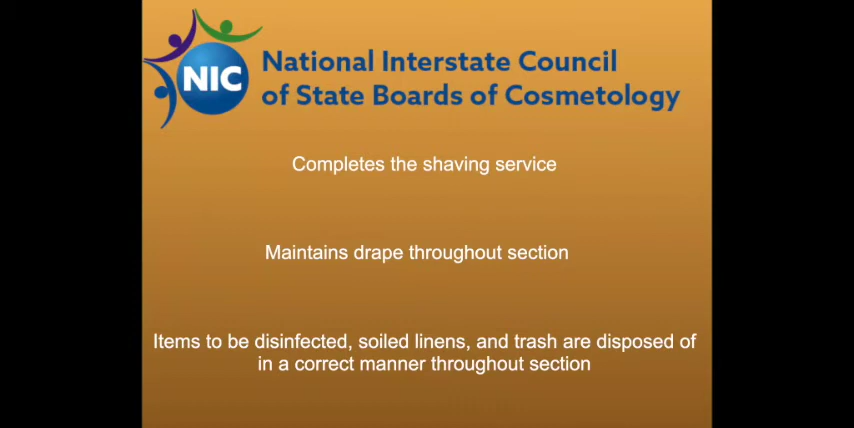 NIC
National Interstate Council
of State Boards of Cosmetology
Completes the shaving service
Maintains drape throughout section
Items to be disinfected, soiled linens, and trash are disposed of
in a correct manner throughout section